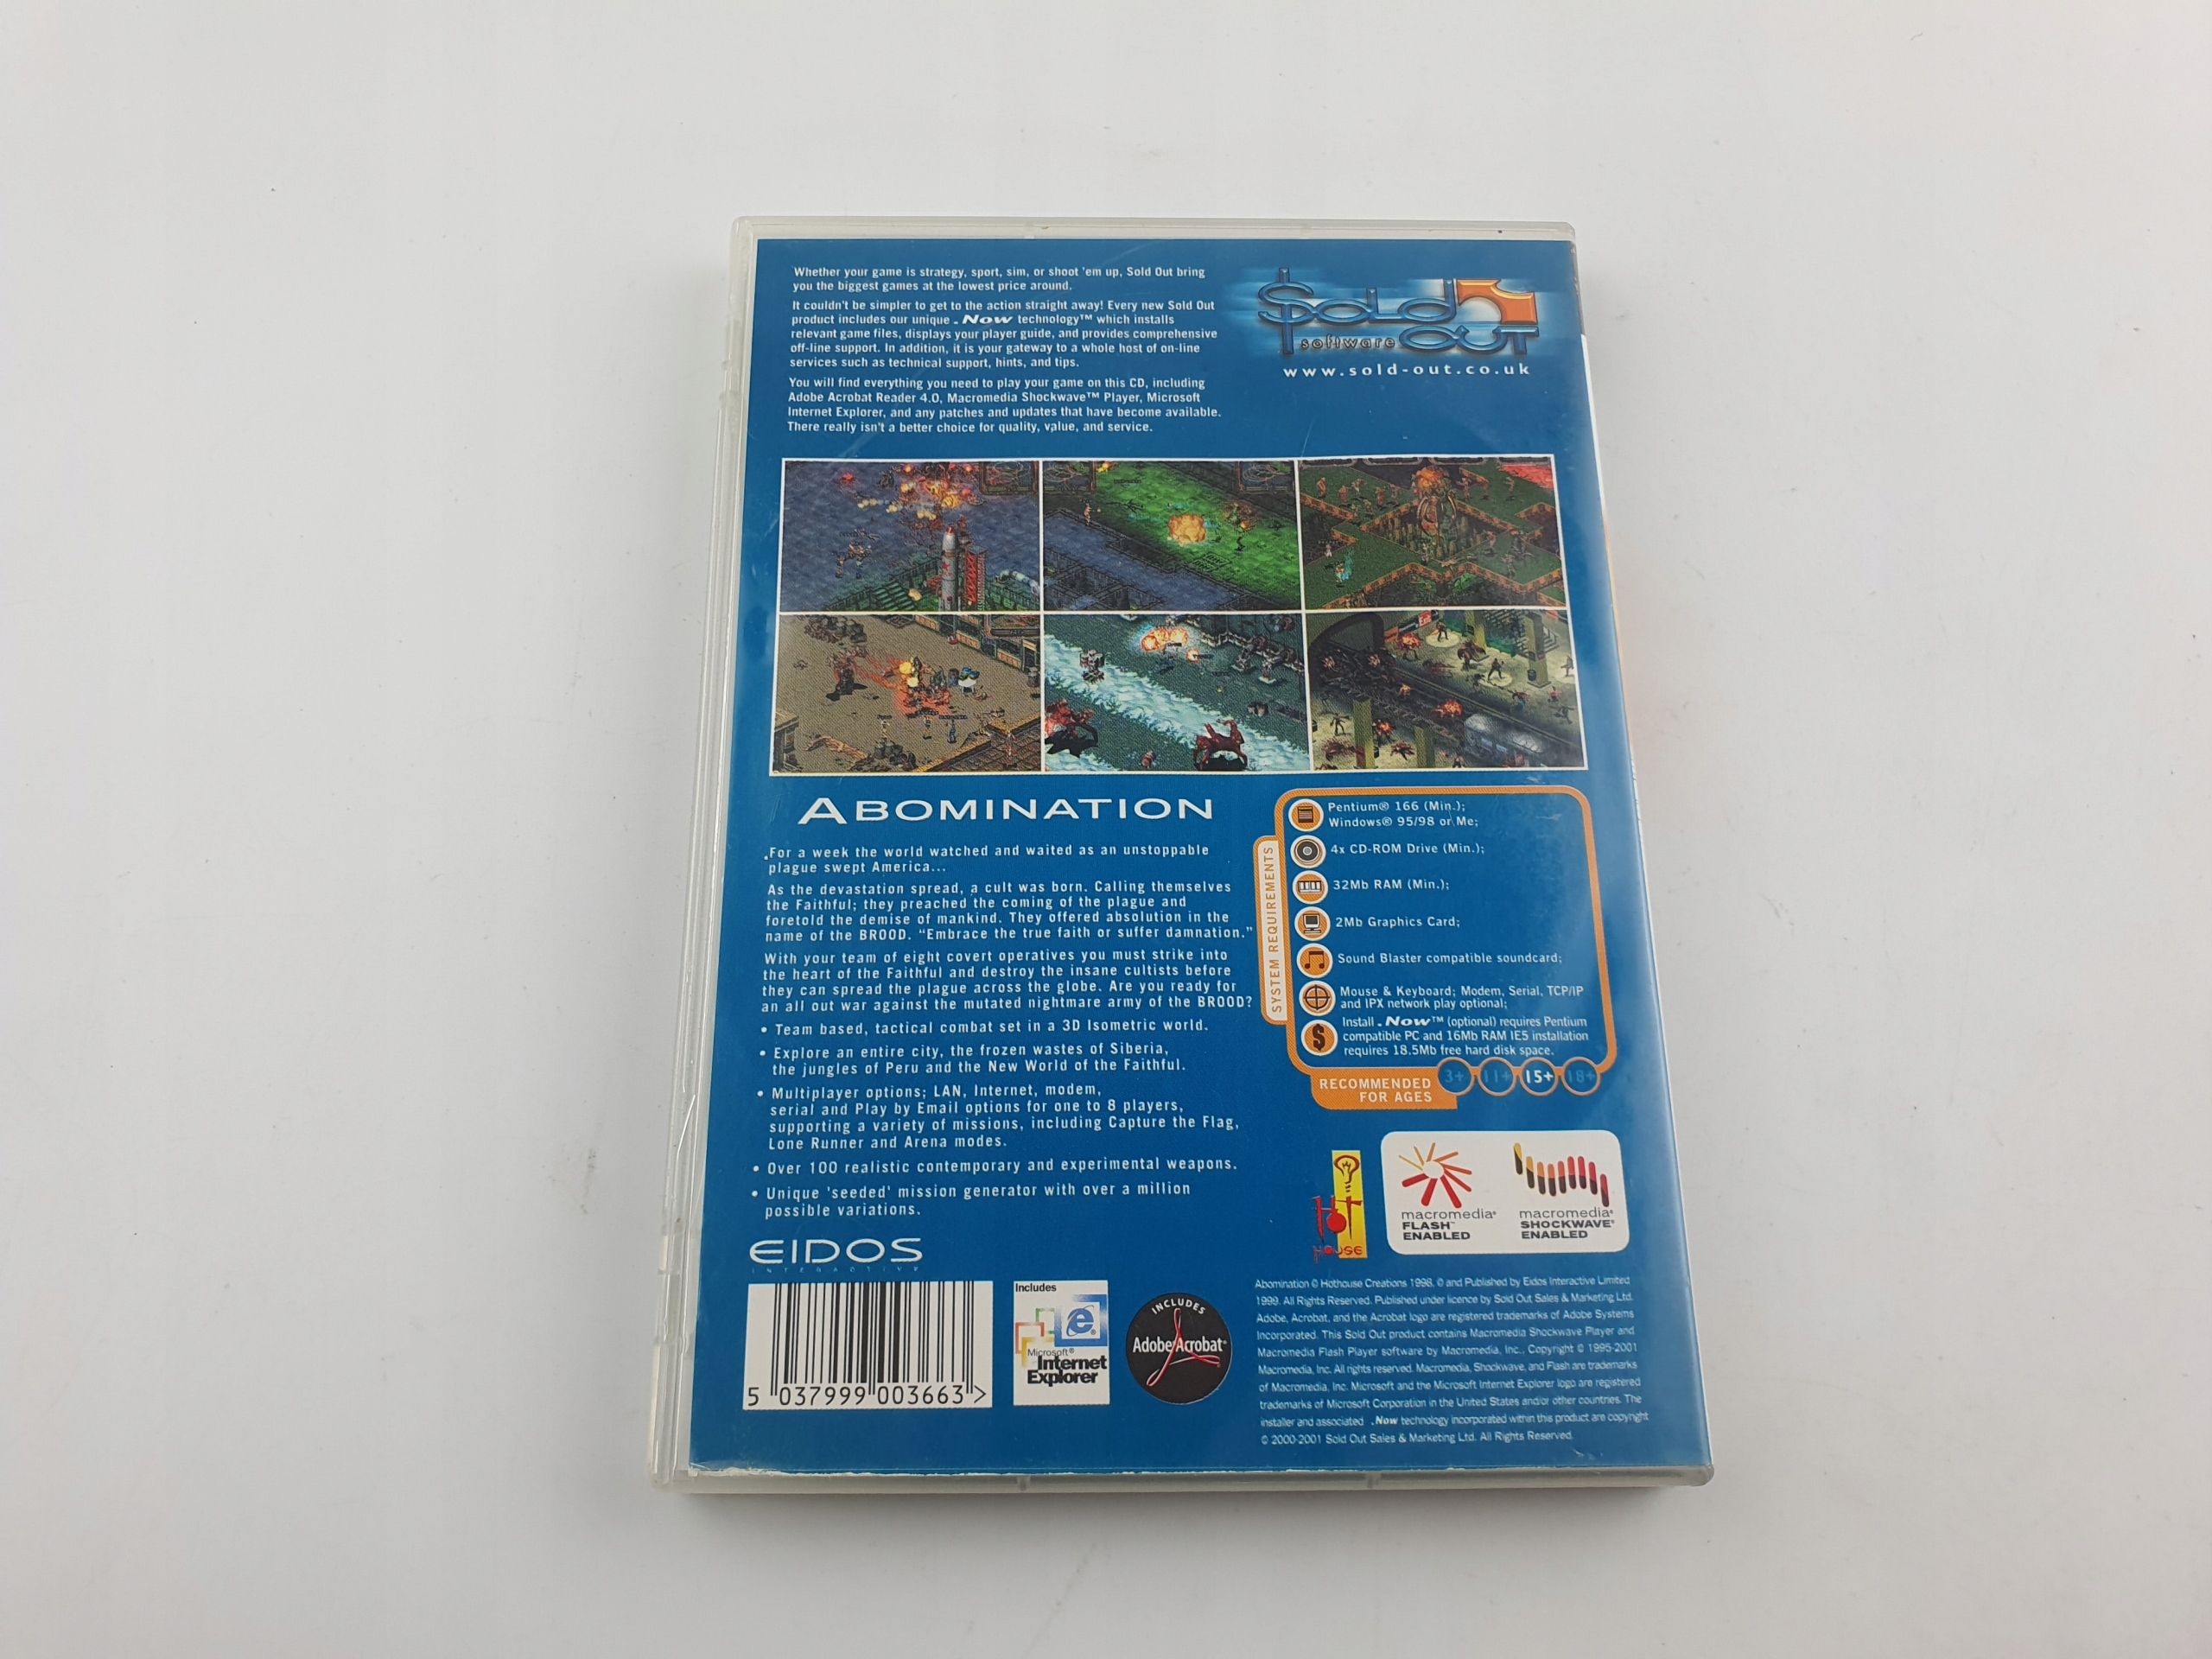 Whether your game is strategy, sport, sim, or shoot 'em up, Sold Out bring
you the biggest games at the lowest price around.
It couldn't be simpler to get to the action straight away! Every new Sold Out
product includes our unique .Now technology™ which installs
relevant game files, displays your player guide, and provides comprehensive
off-line support. In addition, it is your gateway to a whole host of on-line
services such as technical support, hints, and tips.
You will find everything you need to play your game on this CD, including
Adobe Acrobat Reader 4.0, Macromedia Shockwave™ Player, Microsoft
Internet Explorer, and any patches and updates that have become available.
There really isn't a better choice for quality, value, and service.
Sold
Out
software
www.sold-out.co.uk
ABOMINATION
.For a week the world watched and waited as an unstoppable
plague swept America...
As the devastation spread, a cult was born. Calling themselves
the Faithful; they preached the coming of the plague and
foretold the demise of mankind. They offered absolution in the
name of the BROOD. “Embrace the true faith or suffer damnation.”
With your team of eight covert operatives you must strike into
the heart of the Faithful and destroy the insane cultists before
they can spread the plague across the globe. Are you ready for
an all out war against the mutated nightmare army of the BROOD?
• Team based, tactical combat set in a 3D Isometric world.
• Explore an entire city, the frozen wastes of Siberia,
the jungles of Peru and the New World of the Faithful.
• Multiplayer options; LAN, Internet, modem,
serial and Play by Email options for one to 8 players,
supporting a variety of missions, including Capture the Flag,
Lone Runner and Arena modes.
• Over 100 realistic contemporary and experimental weapons.
• Unique 'seeded' mission generator with over a million
possible variations.
SYSTEM REQUIREMENTS
Pentium® 166 (Min.);
Windows® 95/98 or Me;
4x CD-ROM Drive (Min.);
32Mb RAM (Min.);
2Mb Graphics Card;
Sound Blaster compatible soundcard;
Mouse & Keyboard; Modem, Serial, TCP/IP
and IPX network play optional;
Install .Now™ (optional) requires Pentium
compatible PC and 16Mb RAM IE5 installation
requires 18.5Mb free hard disk space.
RECOMMENDED
FOR AGES
3+ 11+ 15+ 18+
HOT
HOUSE
macromedia®
FLASH™
ENABLED
macromedia®
SHOCKWAVE®
ENABLED
EIDOS
INTERACTIVE
5 037999 003663 >
Includes
Microsoft®
Internet
Explorer
INCLUDES
Adobe Acrobat®
Abomination © Hothouse Creations 1998. © and Published by Eidos Interactive Limited
1999. All Rights Reserved. Published under licence by Sold Out Sales & Marketing Ltd.
Adobe, Acrobat, and the Acrobat logo are registered trademarks of Adobe Systems
Incorporated. This Sold Out product contains Macromedia Shockwave Player and
Macromedia Flash Player software by Macromedia, Inc., Copyright © 1995-2001
Macromedia, Inc. All rights reserved. Macromedia, Shockwave, and Flash are trademarks
of Macromedia, Inc. Microsoft and the Microsoft Internet Explorer logo are registered
trademarks of Microsoft Corporation in the United States and/or other countries. The
installer and associated .Now technology incorporated within this product are copyright
© 2000-2001 Sold Out Sales & Marketing Ltd. All Rights Reserved.